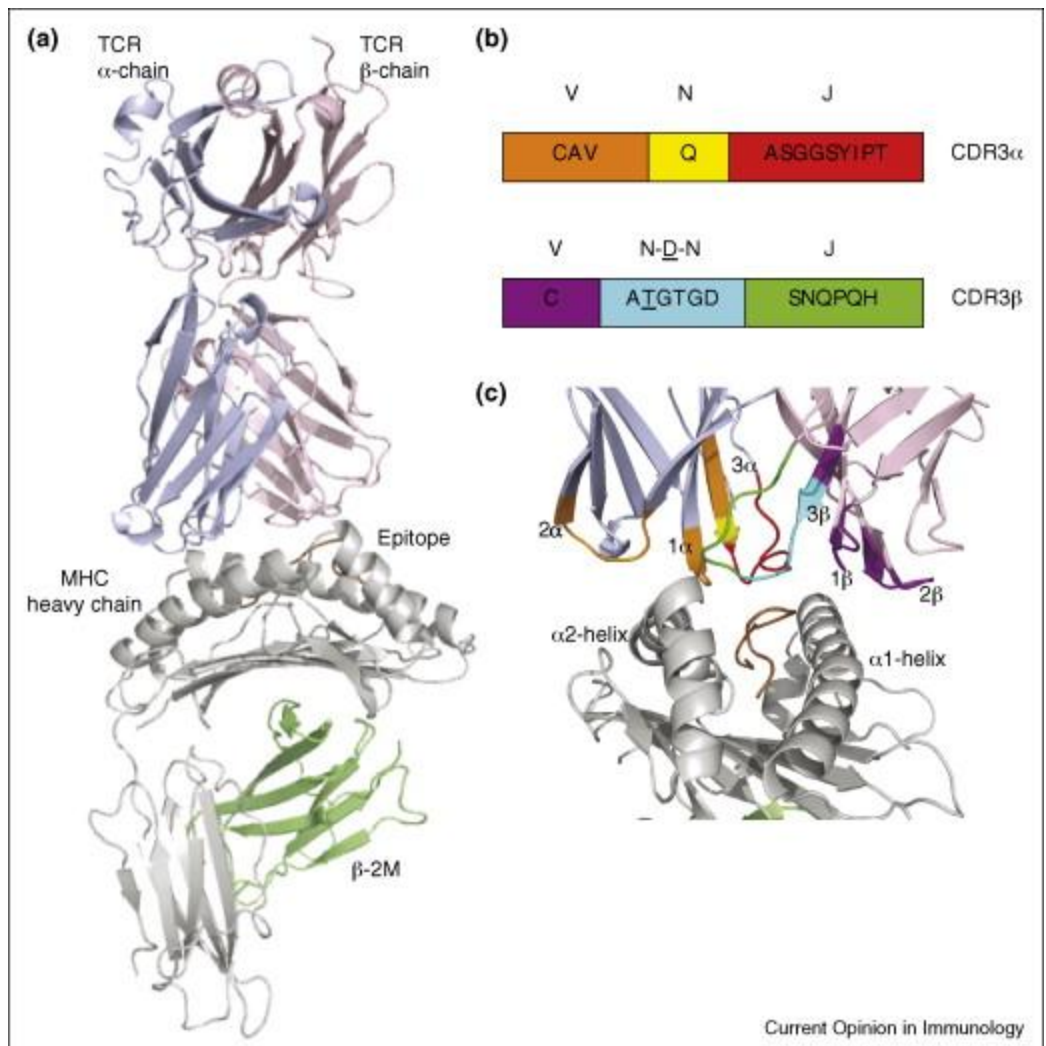 (a)
TCR
α-chain
TCR
β-chain
Epitope
MHC
heavy chain
β-2M
(b)
V N J
CAV Q ASGGSYIPT CDR3α
V N-D-N J
C ATGTGD SNQPQH CDR3β
(c)
3α
2α
1α
3β
1β
2β
α2-helix
α1-helix
Current Opinion in Immunology